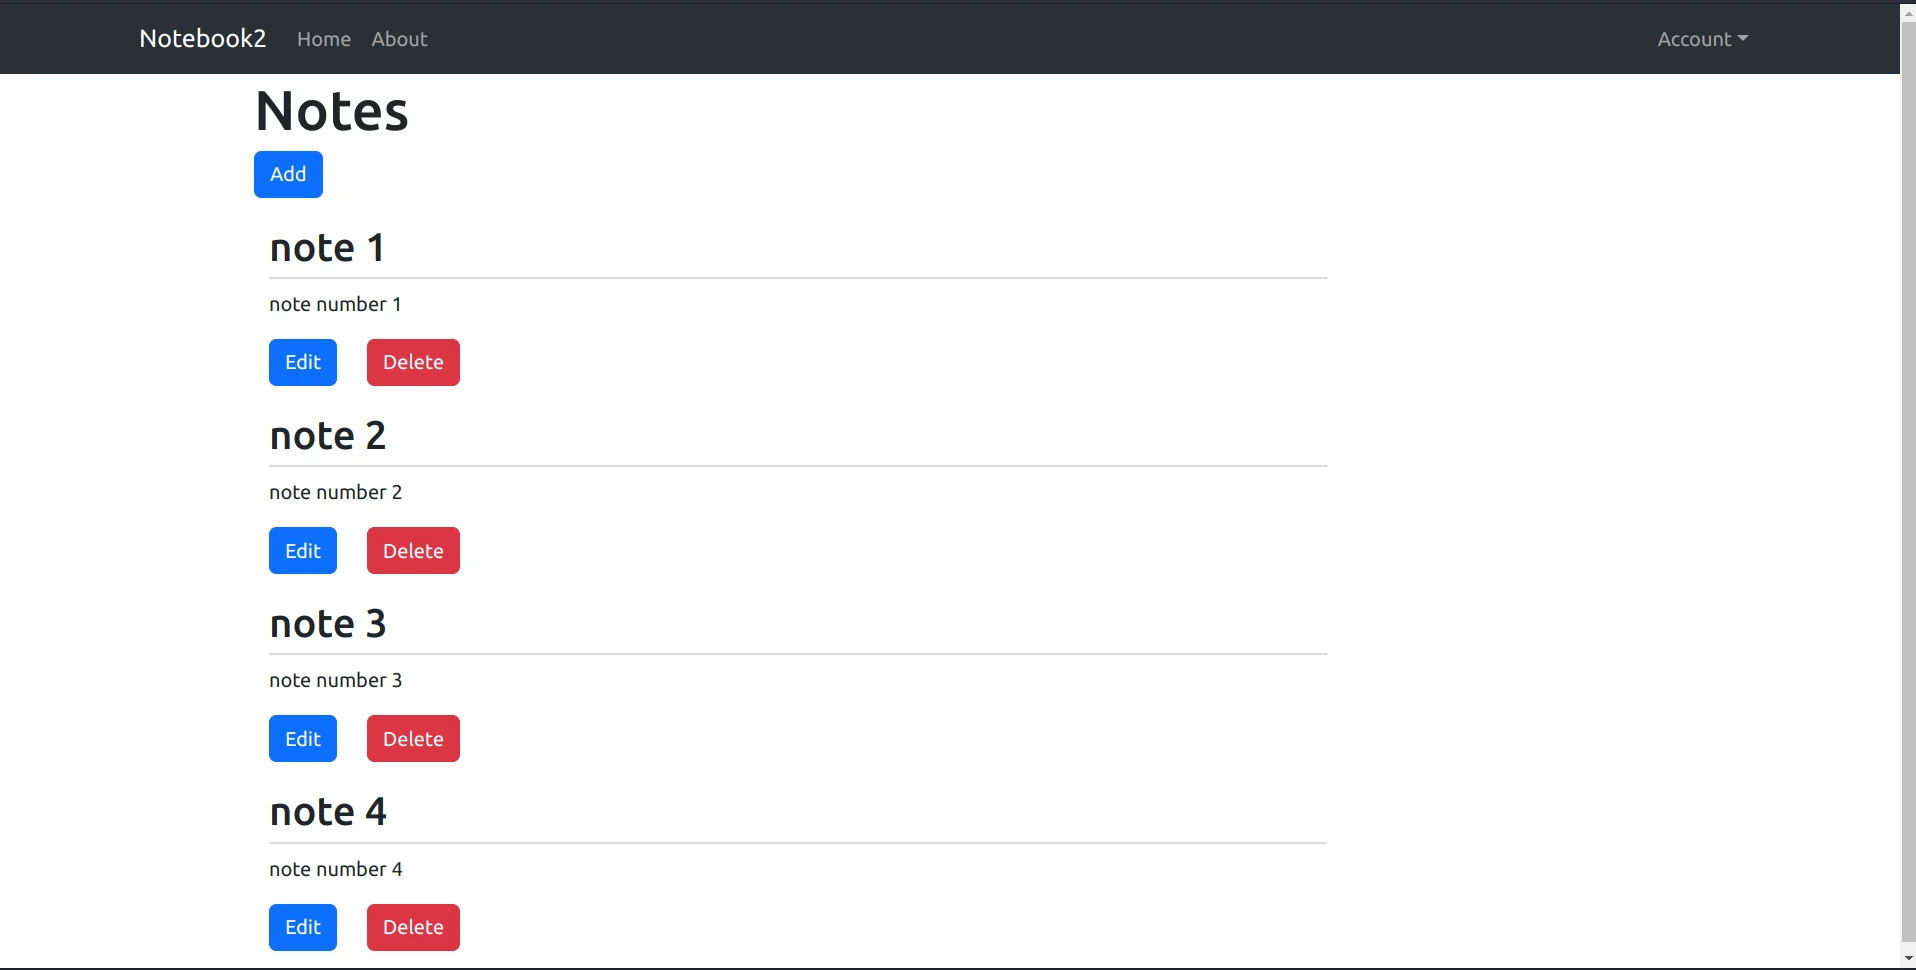 Notebook2 Home About Account
Notes
Add
note 1
note number 1
Edit Delete
note 2
note number 2
Edit Delete
note 3
note number 3
Edit Delete
note 4
note number 4
Edit Delete